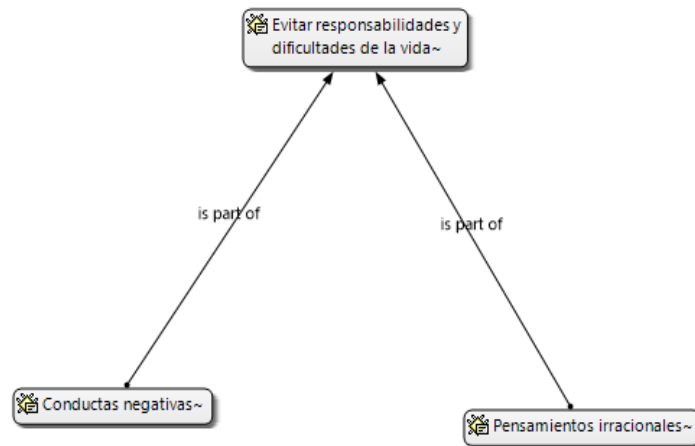 Evitar responsabilidades y
dificultades de la vida~
is part of
is part of
Conductas negativas~
Pensamientos irracionales~